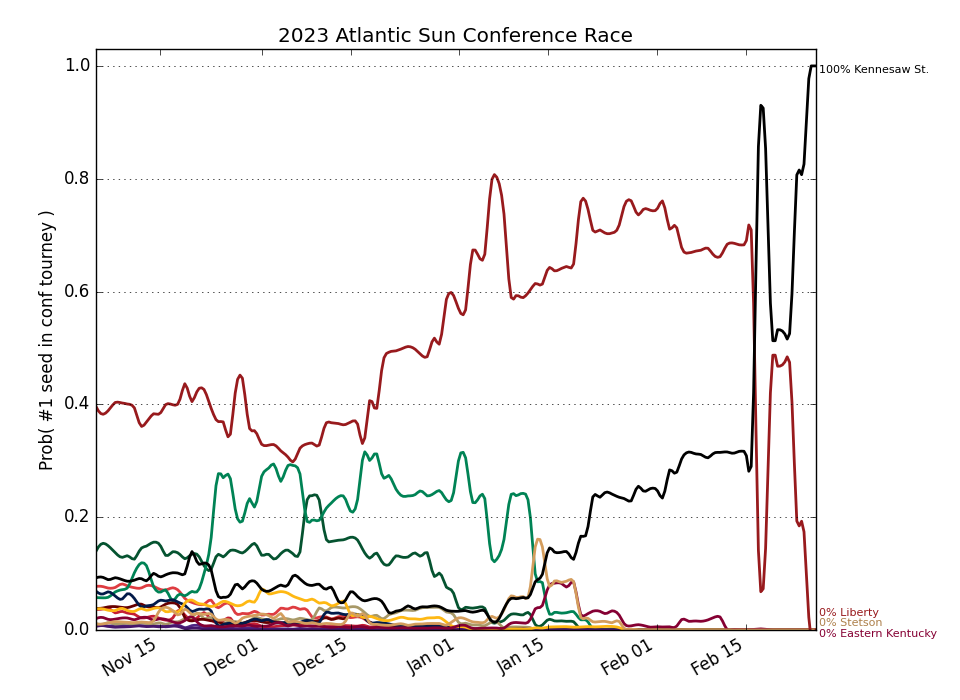 2023 Atlantic Sun Conference Race
Prob( #1 seed in conf tourney )
1.0
0.8
0.6
0.4
0.2
0.0
Nov 15
Dec 01
Dec 15
Jan 01
Jan 15
Feb 01
Feb 15
100% Kennesaw St.
0% Liberty
0% Stetson
0% Eastern Kentucky